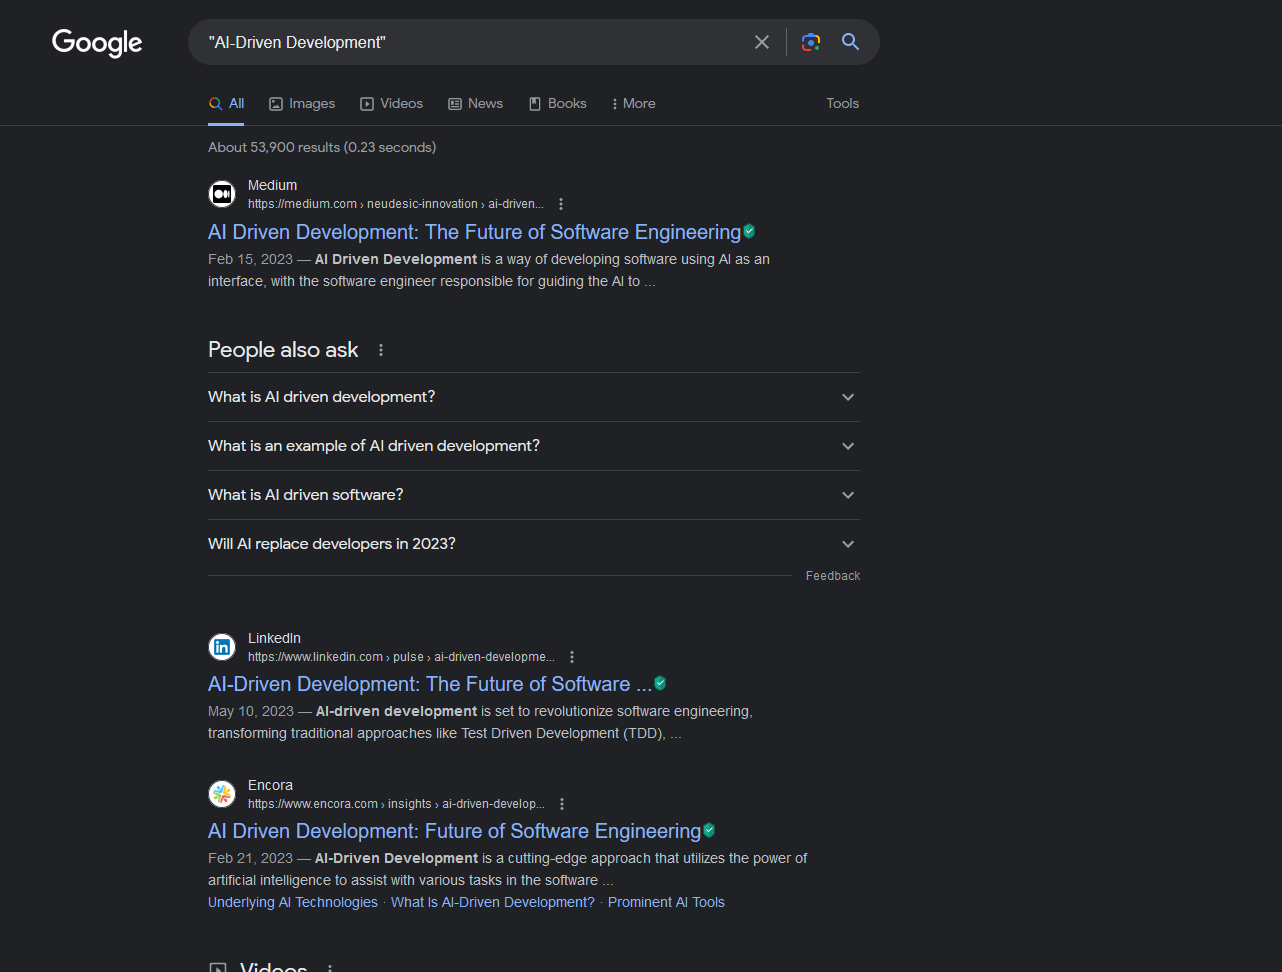 Google
"AI-Driven Development"
All Images Videos News Books More Tools
About 53,900 results (0.23 seconds)
Medium
https://medium.com › neudesic-innovation › ai-driven...
AI Driven Development: The Future of Software Engineering
Feb 15, 2023 — AI Driven Development is a way of developing software using AI as an
interface, with the software engineer responsible for guiding the AI to ...
People also ask
What is AI driven development?
What is an example of AI driven development?
What is AI driven software?
Will AI replace developers in 2023?
Feedback
LinkedIn
https://www.linkedin.com › pulse › ai-driven-developme...
AI-Driven Development: The Future of Software ...
May 10, 2023 — AI-driven development is set to revolutionize software engineering,
transforming traditional approaches like Test Driven Development (TDD), ...
Encora
https://www.encora.com › insights › ai-driven-develop...
AI Driven Development: Future of Software Engineering
Feb 21, 2023 — AI-Driven Development is a cutting-edge approach that utilizes the power of
artificial intelligence to assist with various tasks in the software ...
Underlying AI Technologies · What Is AI-Driven Development? · Prominent AI Tools
Videos